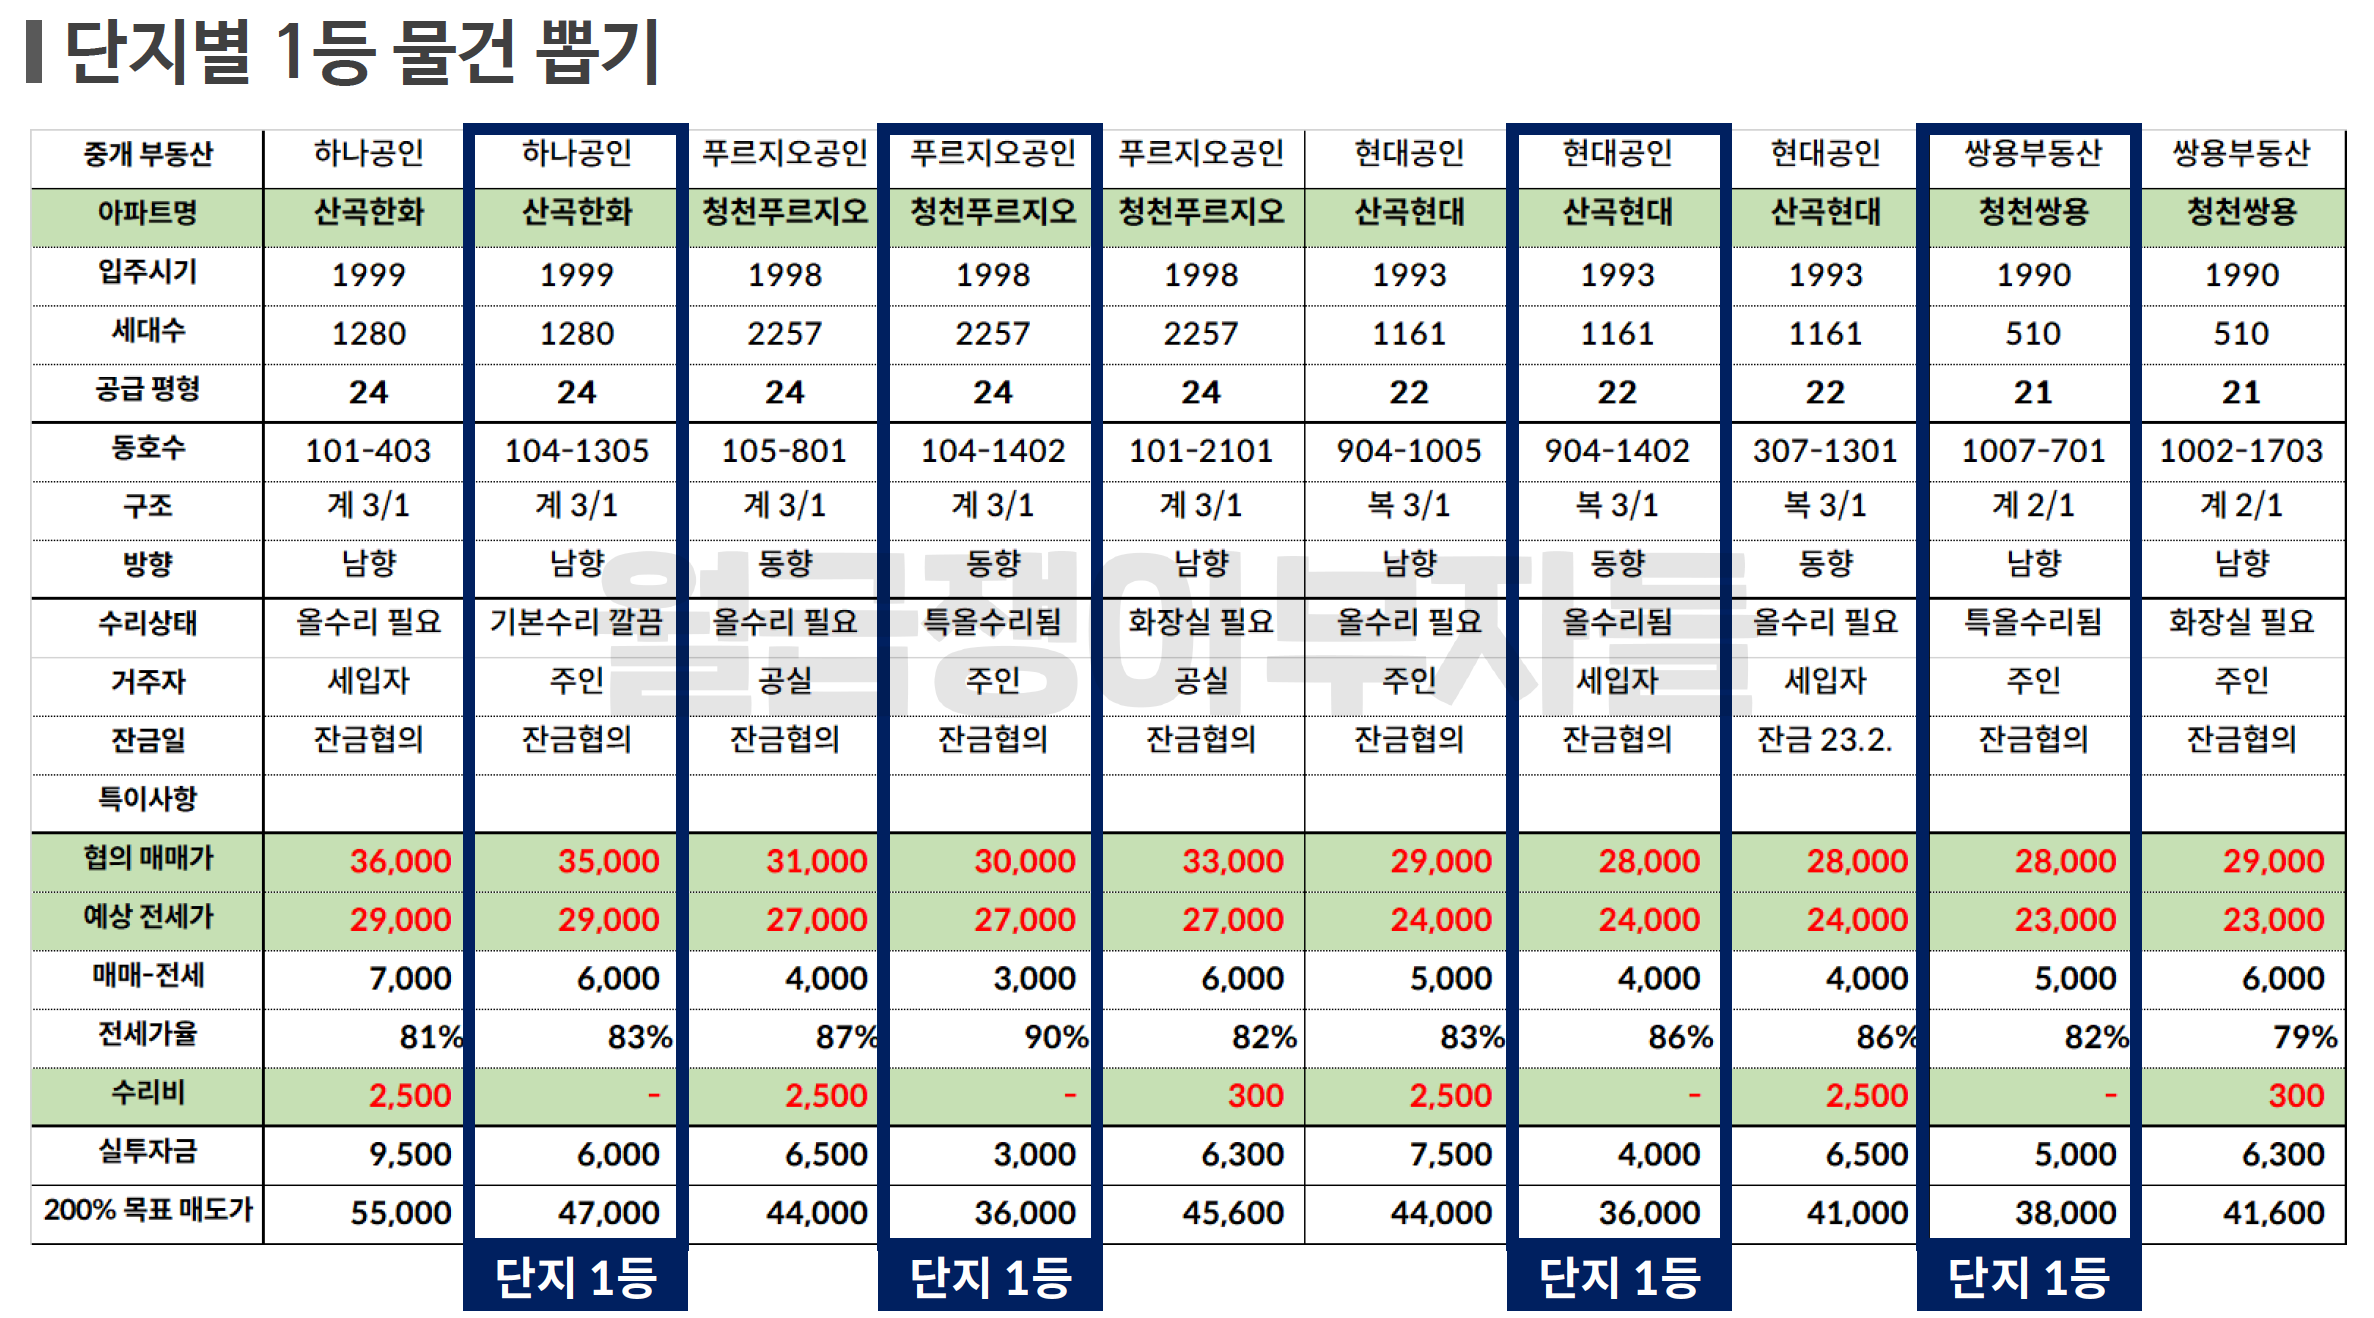 단지별 1등 물건 뽑기
중개 부동산 하나공인 하나공인 푸르지오공인 푸르지오공인 푸르지오공인 현대공인 현대공인 현대공인 쌍용부동산 쌍용부동산
아파트명 산곡한화 산곡한화 청천푸르지오 청천푸르지오 청천푸르지오 산곡현대 산곡현대 산곡현대 청천쌍용 청천쌍용
입주시기 1999 1999 1998 1998 1998 1993 1993 1993 1990 1990
세대수 1280 1280 2257 2257 2257 1161 1161 1161 510 510
공급 평형 24 24 24 24 24 22 22 22 21 21
동호수 101-403 104-1305 105-801 104-1402 101-2101 904-1005 904-1402 307-1301 1007-701 1002-1703
구조 계 3/1 계 3/1 계 3/1 계 3/1 계 3/1 복 3/1 복 3/1 복 3/1 계 2/1 계 2/1
방향 남향 남향 동향 동향 남향 남향 동향 동향 남향 남향
수리상태 올수리 필요 기본수리 깔끔 올수리 필요 특올수리됨 화장실 필요 올수리 필요 올수리됨 올수리 필요 특올수리됨 화장실 필요
월급쟁이부자들
거주자 세입자 주인 공실 주인 공실 주인 세입자 세입자 주인 주인
잔금일 잔금협의 잔금협의 잔금협의 잔금협의 잔금협의 잔금협의 잔금협의 잔금 23.2. 잔금협의 잔금협의
특이사항
협의 매매가 36,000 35,000 31,000 30,000 33,000 29,000 28,000 28,000 28,000 29,000
예상 전세가 29,000 29,000 27,000 27,000 27,000 24,000 24,000 24,000 23,000 23,000
매매-전세 7,000 6,000 4,000 3,000 6,000 5,000 4,000 4,000 5,000 6,000
전세가율 81% 83% 87% 90% 82% 83% 86% 86% 82% 79%
수리비 2,500 - 2,500 - 300 2,500 - 2,500 - 300
실투자금 9,500 6,000 6,500 3,000 6,300 7,500 4,000 6,500 5,000 6,300
200% 목표 매도가 55,000 47,000 44,000 36,000 45,600 44,000 36,000 41,000 38,000 41,600
단지 1등 단지 1등 단지 1등 단지 1등